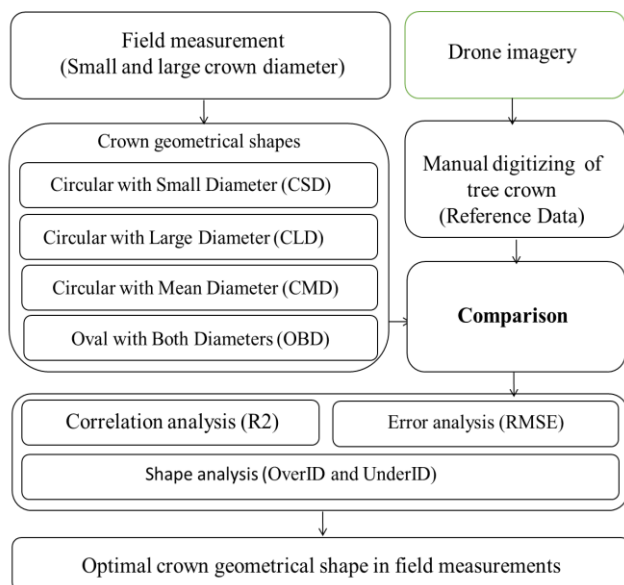 Field measurement
(Small and large crown diameter)
Drone imagery
Crown geometrical shapes
Circular with Small Diameter (CSD)
Circular with Large Diameter (CLD)
Circular with Mean Diameter (CMD)
Oval with Both Diameters (OBD)
Manual digitizing of
tree crown
(Reference Data)
Comparison
Correlation analysis (R2)
Error analysis (RMSE)
Shape analysis (OverID and UnderID)
Optimal crown geometrical shape in field measurements